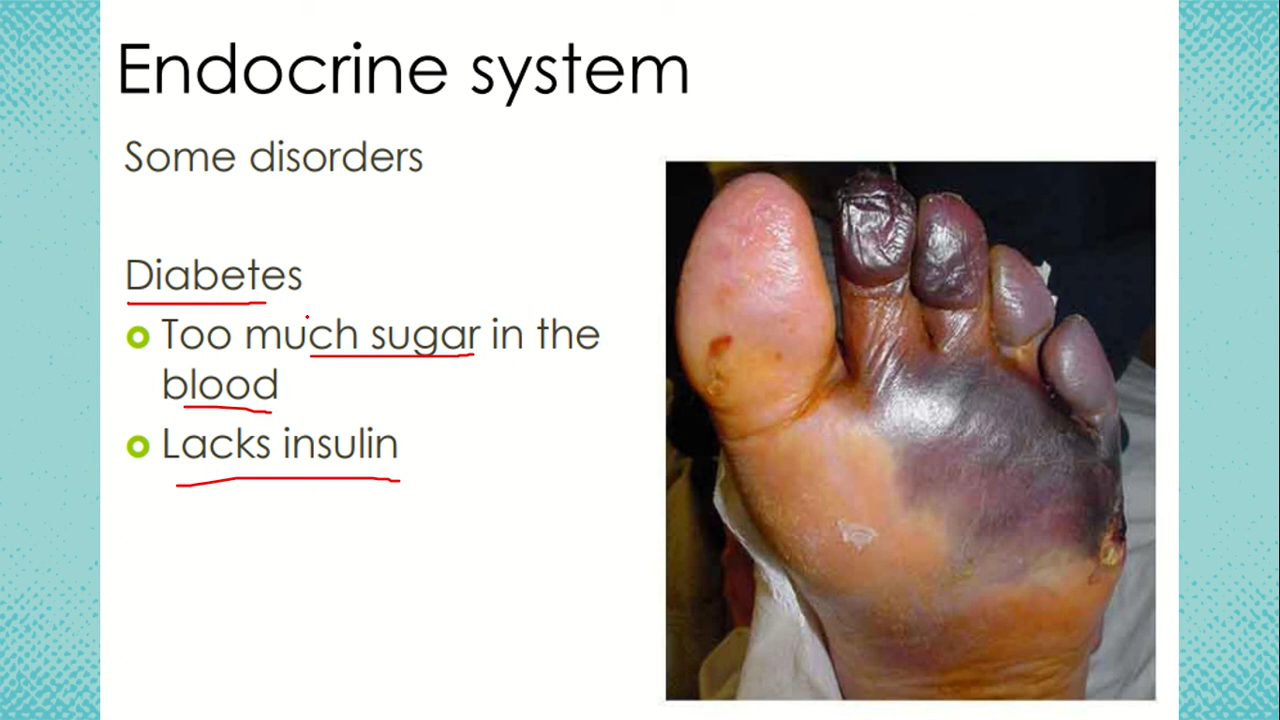 Endocrine system
Some disorders
Diabetes
Too much sugar in the
blood
Lacks insulin